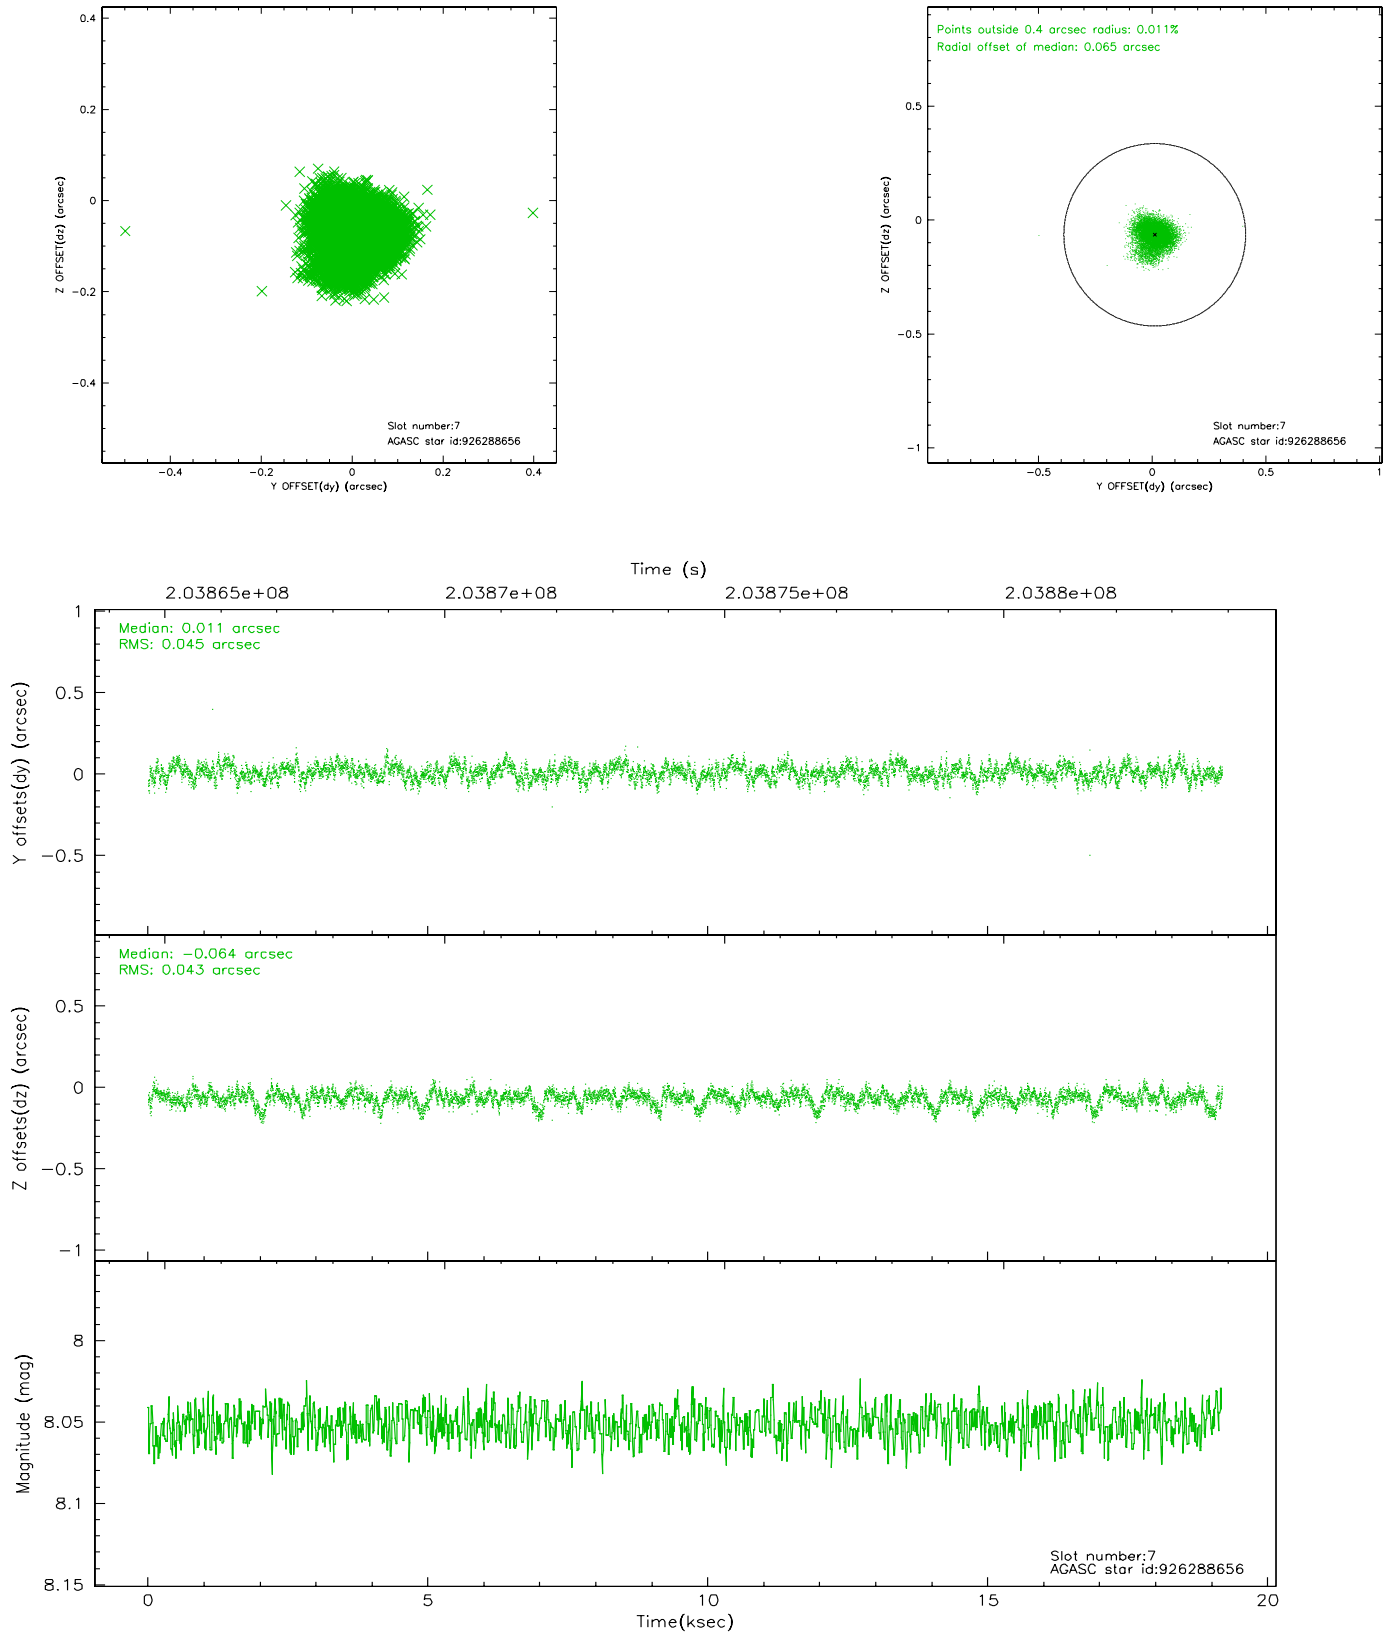 0.4
0.2
0
−0.2
−0.4
Z OFFSET(dz) (arcsec)
Slot number:7
AGASC star id:926288656
−0.4 −0.2 0 0.2 0.4
Y OFFSET(dy) (arcsec)
Points outside 0.4 arcsec radius: 0.011%
Radial offset of median: 0.065 arcsec
0.5
0
−0.5
−1
Z OFFSET(dz) (arcsec)
Slot number:7
AGASC star id:926288656
−0.5 0 0.5 1
Y OFFSET(dy) (arcsec)
Time (s)
2.03865e+08 2.0387e+08 2.03875e+08 2.0388e+08
Median: 0.011 arcsec
RMS: 0.045 arcsec
1
0.5
0
−0.5
Y offsets(dy) (arcsec)
Median: −0.064 arcsec
RMS: 0.043 arcsec
0.5
0
−0.5
−1
Z offsets(dz) (arcsec)
8
8.05
8.1
8.15
Magnitude (mag)
Slot number:7
AGASC star id:926288656
0 5 10 15 20
Time(ksec)